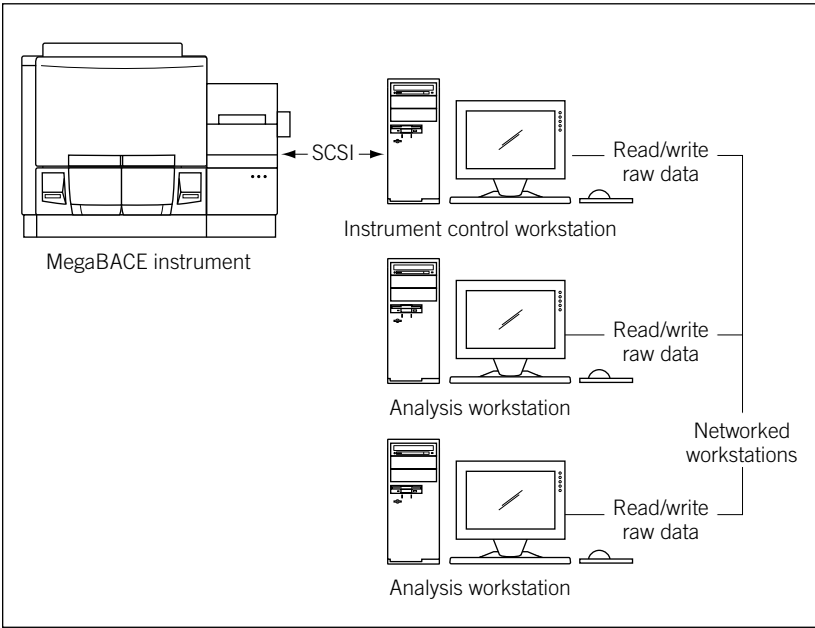 SCSI
Read/write
raw data
Instrument control workstation
MegaBACE instrument
Read/write
raw data
Analysis workstation
Networked
workstations
Read/write
raw data
Analysis workstation